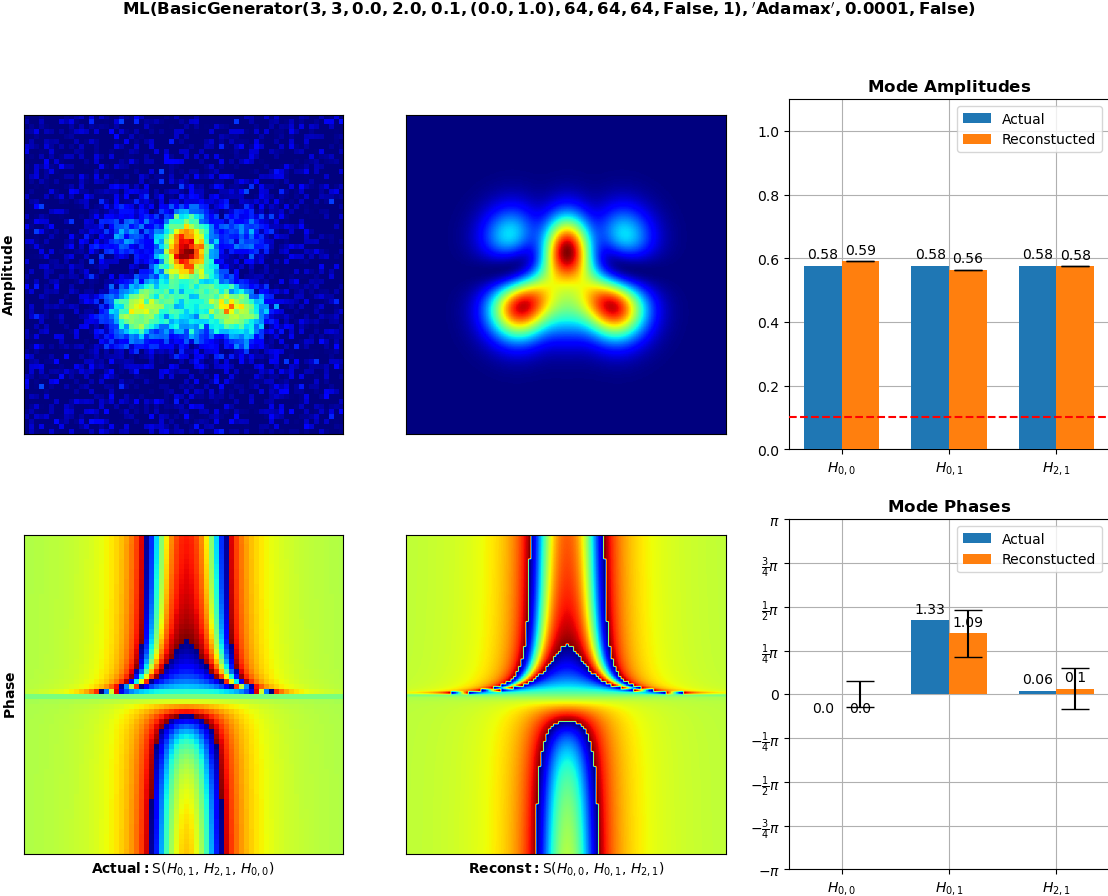 ML(BasicGenerator(3, 3, 0.0, 2.0, 0.1, (0.0, 1.0), 64, 64, 64, False, 1), 'Adamax', 0.0001, False)
Amplitude
Mode Amplitudes
Actual
Reconstucted
1.0
0.8
0.6
0.4
0.2
0.0
0.58 0.59 0.58 0.56 0.58 0.58
H0,0 H0,1 H2,1
Phase
Actual: S(H0,1, H2,1, H0,0)
Reconst: S(H0,0, H0,1, H2,1)
Mode Phases
Actual
Reconstucted
π
3/4π
1/2π
1/4π
0
−1/4π
−1/2π
−3/4π
−π
0.0 0.0 1.33 1.09 0.06 0.1
H0,0 H0,1 H2,1